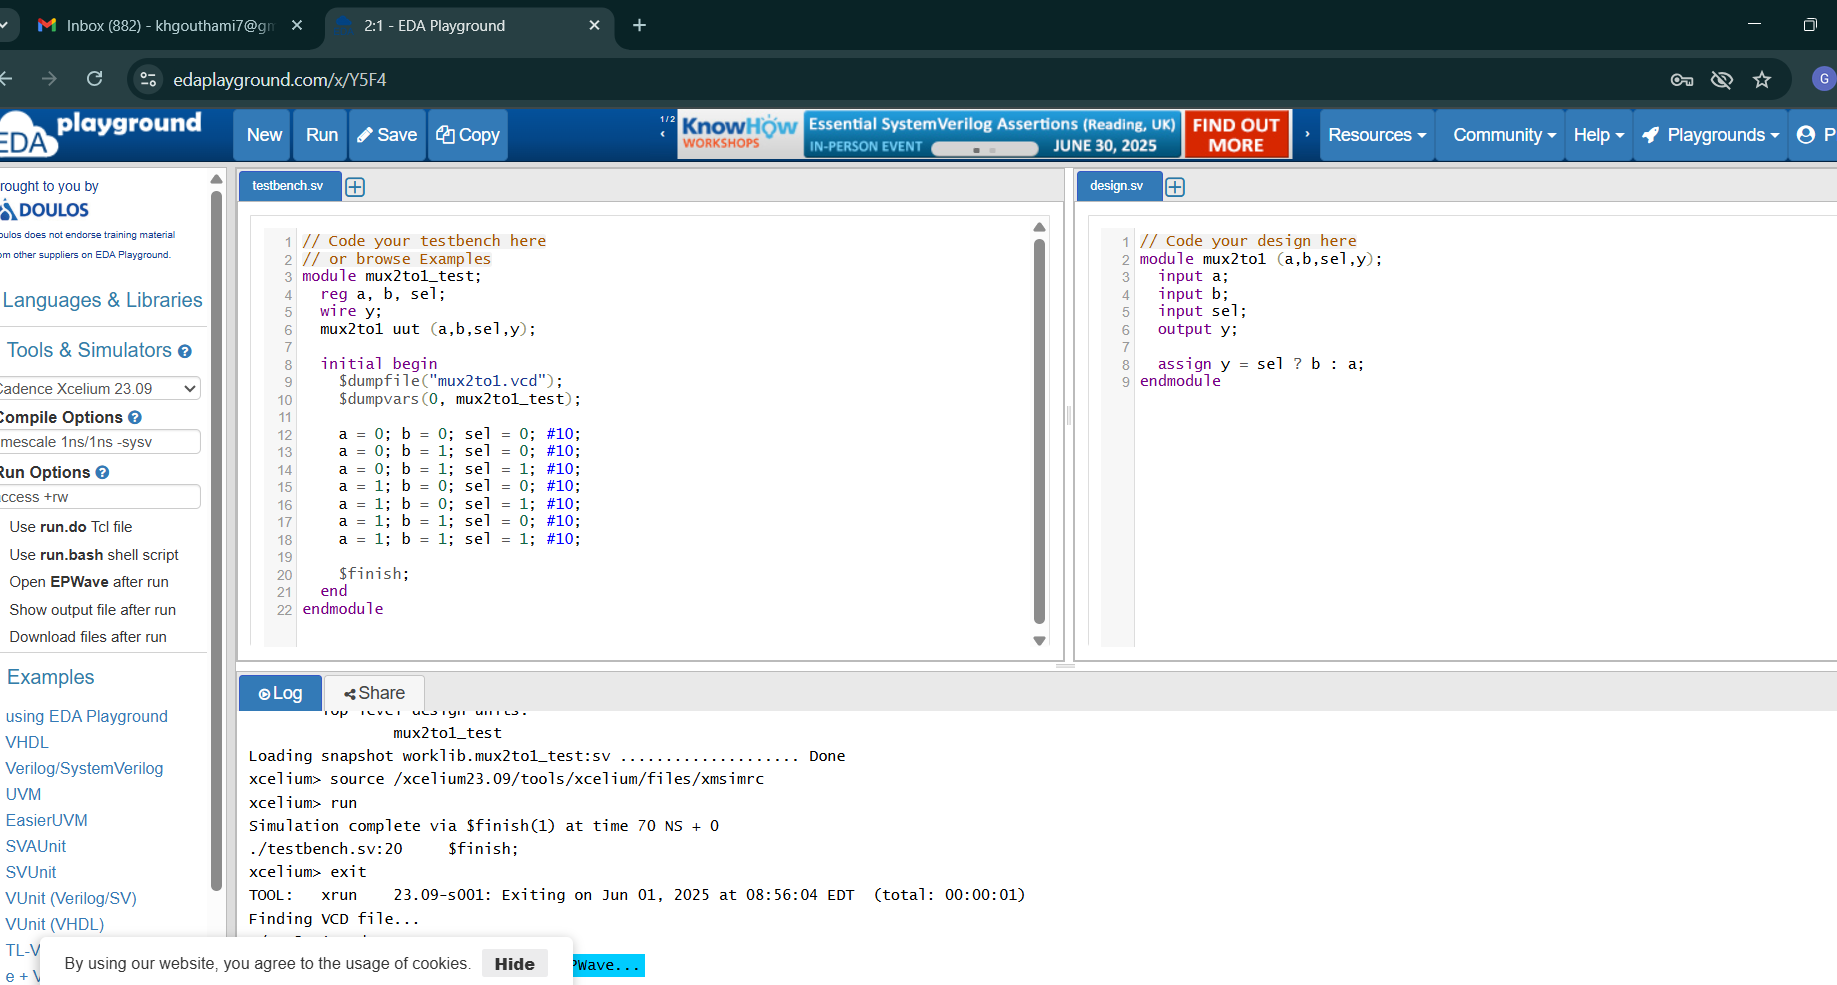 Inbox (882) - khgouthami7@gm
2:1 - EDA Playground
edaplayground.com/x/Y5F4
G
EDA playground
New
Run
Save
Copy
1/2
KnowHow
WORKSHOPS
Essential SystemVerilog Assertions (Reading, UK)
IN-PERSON EVENT
JUNE 30, 2025
FIND OUT
MORE
Resources
Community
Help
Playgrounds
P
rought to you by
DOULOS
oulos does not endorse training material
om other suppliers on EDA Playground.
Languages & Libraries
Tools & Simulators
Cadence Xcelium 23.09
Compile Options
mescale 1ns/1ns -sysv
Run Options
ccess +rw
Use run.do Tcl file
Use run.bash shell script
Open EPWave after run
Show output file after run
Download files after run
Examples
using EDA Playground
VHDL
Verilog/SystemVerilog
UVM
EasierUVM
SVAUnit
SVUnit
VUnit (Verilog/SV)
VUnit (VHDL)
TL-V
e + V
testbench.sv
1 // Code your testbench here
2 // or browse Examples
3 module mux2to1_test;
4 reg a, b, sel;
5 wire y;
6 mux2to1 uut (a,b,sel,y);
7
8 initial begin
9 $dumpfile("mux2to1.vcd");
10 $dumpvars(0, mux2to1_test);
11
12 a = 0; b = 0; sel = 0; #10;
13 a = 0; b = 1; sel = 0; #10;
14 a = 0; b = 1; sel = 1; #10;
15 a = 1; b = 0; sel = 0; #10;
16 a = 1; b = 0; sel = 1; #10;
17 a = 1; b = 1; sel = 0; #10;
18 a = 1; b = 1; sel = 1; #10;
19
20 $finish;
21 end
22 endmodule
design.sv
1 // Code your design here
2 module mux2to1 (a,b,sel,y);
3 input a;
4 input b;
5 input sel;
6 output y;
7
8 assign y = sel ? b : a;
9 endmodule
Log
Share
Top level design units:
mux2to1_test
Loading snapshot worklib.mux2to1_test:sv .................... Done
xcelium> source /xcelium23.09/tools/xcelium/files/xmsimrc
xcelium> run
Simulation complete via $finish(1) at time 70 NS + 0
./testbench.sv:20 $finish;
xcelium> exit
TOOL: xrun 23.09-s001: Exiting on Jun 01, 2025 at 08:56:04 EDT (total: 00:00:01)
Finding VCD file...
PWave...
By using our website, you agree to the usage of cookies.
Hide